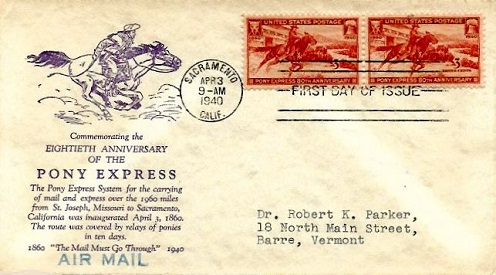 UNITED STATES POSTAGE UNITED STATES POSTAGE
3¢ 3¢
PONY EXPRESS 80TH ANNIVERSARY PONY EXPRESS 80TH ANNIVERSARY
SACRAMENTO
APR 3
9-AM
1940
CALIF.
FIRST DAY OF ISSUE
Commemorating the
EIGHTIETH ANNIVERSARY
OF THE
PONY EXPRESS
The Pony Express System for the carrying
of mail and express over the 1960 miles
from St. Joseph, Missouri to Sacramento,
California was inaugurated April 3, 1860.
The route was covered by relays of ponies
in ten days.
1860 "The Mail Must Go Through" 1940
AIR MAIL
Dr. Robert K. Parker,
18 North Main Street,
Barre, Vermont